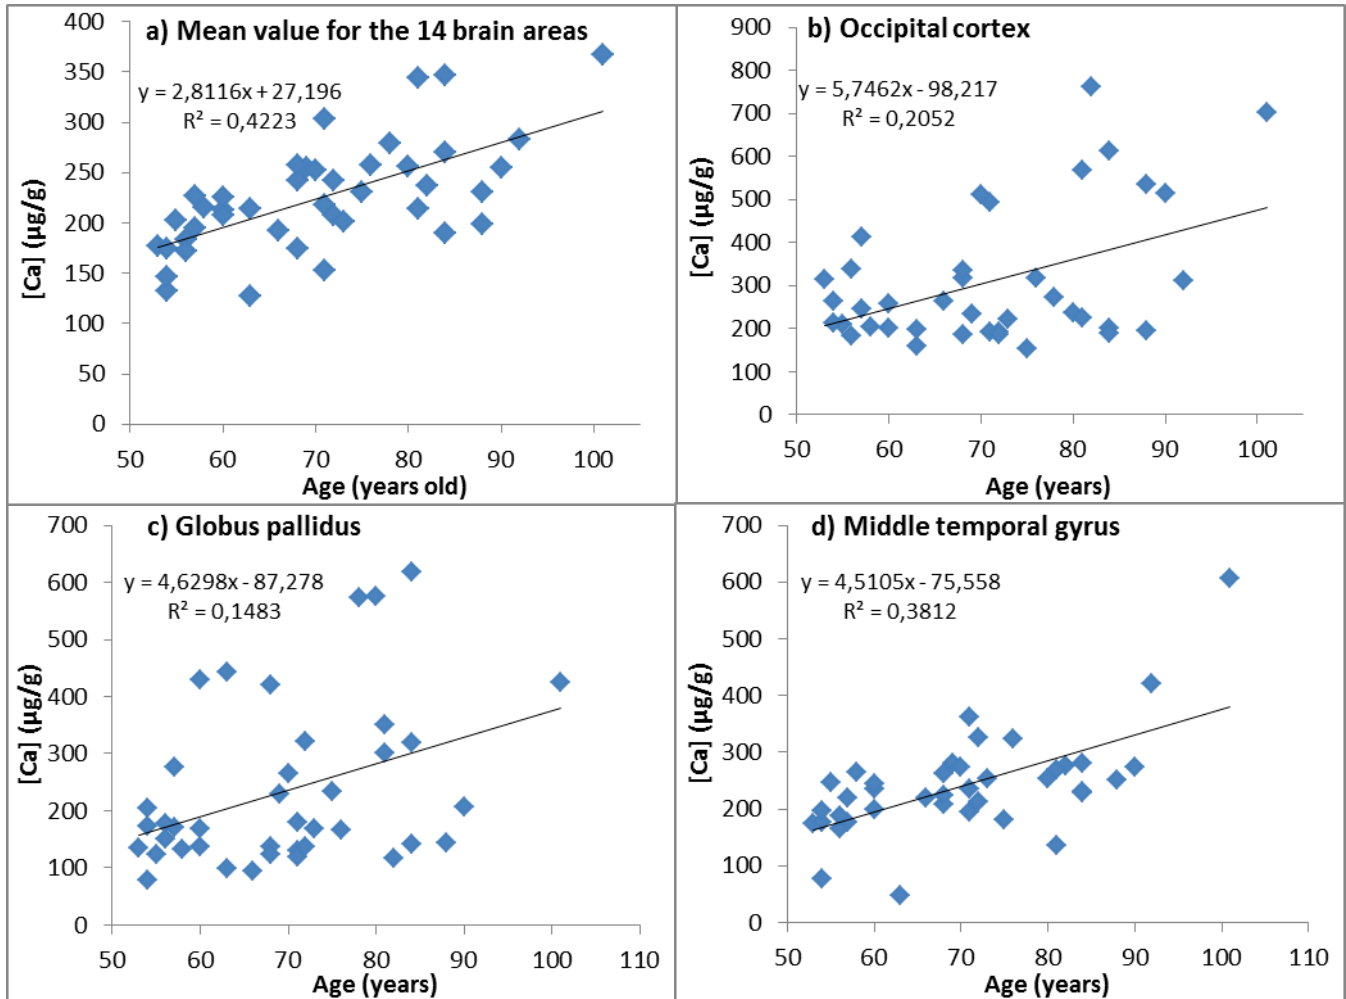 a) Mean value for the 14 brain areas
y = 2,8116x + 27,196
R² = 0,4223
[Ca] (µg/g)
400
350
300
250
200
150
100
50
0
50 60 70 80 90 100
Age (years old)
b) Occipital cortex
y = 5,7462x - 98,217
R² = 0,2052
[Ca] (µg/g)
900
800
700
600
500
400
300
200
100
0
50 60 70 80 90 100
Age (years)
c) Globus pallidus
y = 4,6298x - 87,278
R² = 0,1483
[Ca] (µg/g)
700
600
500
400
300
200
100
0
50 60 70 80 90 100 110
Age (years)
d) Middle temporal gyrus
y = 4,5105x - 75,558
R² = 0,3812
[Ca] (µg/g)
700
600
500
400
300
200
100
0
50 60 70 80 90 100 110
Age (years)